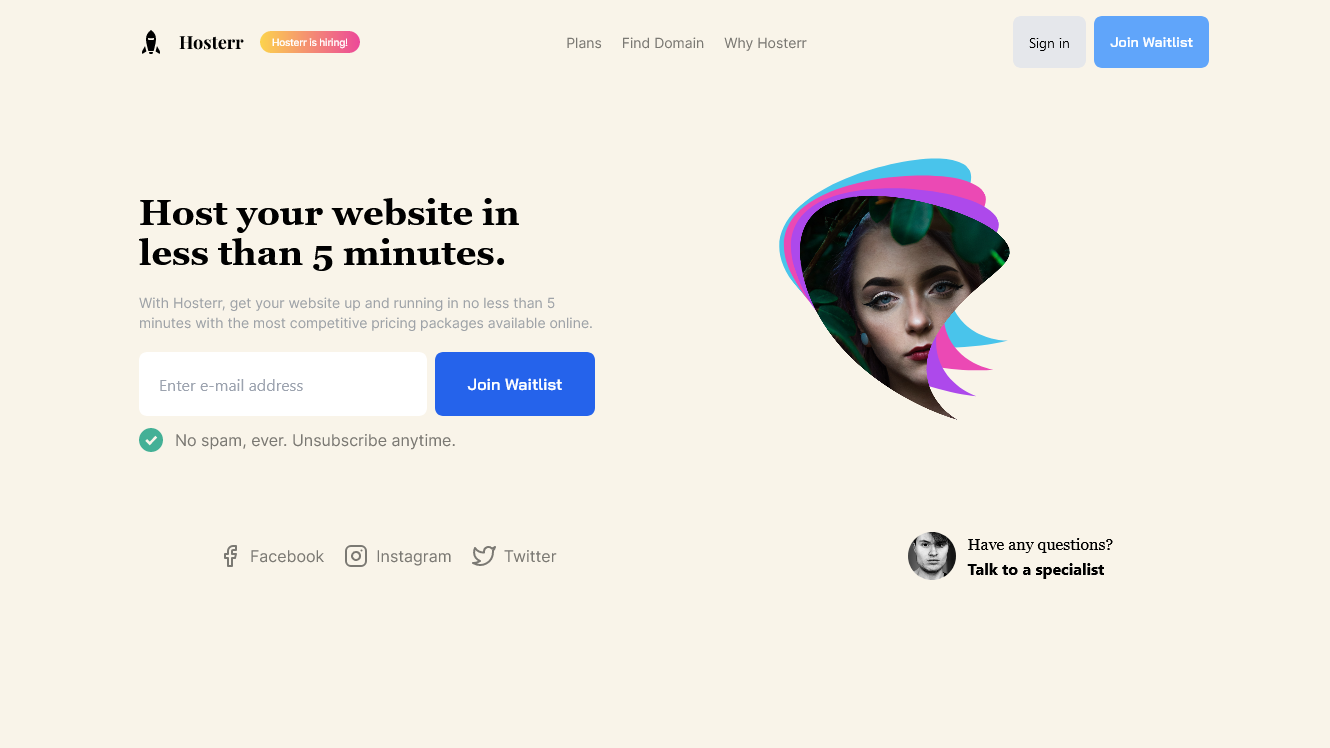 Hosterr
Hosterr is hiring!
Plans
Find Domain
Why Hosterr
Sign in
Join Waitlist
Host your website in
less than 5 minutes.
With Hosterr, get your website up and running in no less than 5
minutes with the most competitive pricing packages available online.
Enter e-mail address
Join Waitlist
No spam, ever. Unsubscribe anytime.
Facebook
Instagram
Twitter
Have any questions?
Talk to a specialist